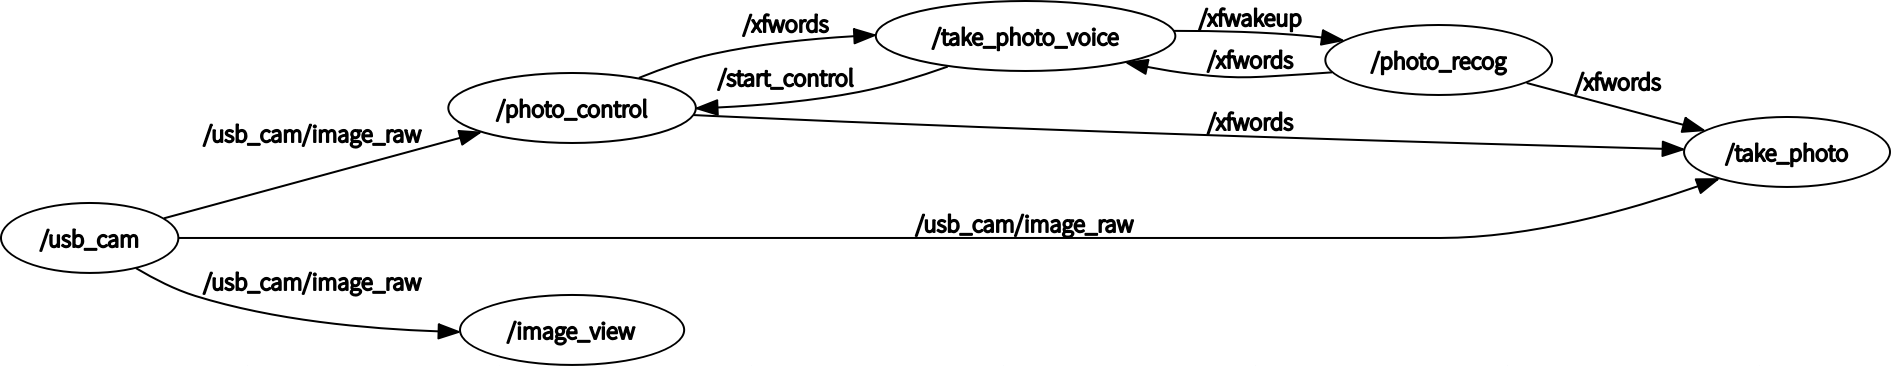 /xfwords
/take_photo_voice
/xfwakeup
/photo_recog
/xfwords
/start_control
/xfwords
/photo_control
/xfwords
/usb_cam/image_raw
/take_photo
/usb_cam
/usb_cam/image_raw
/usb_cam/image_raw
/image_view